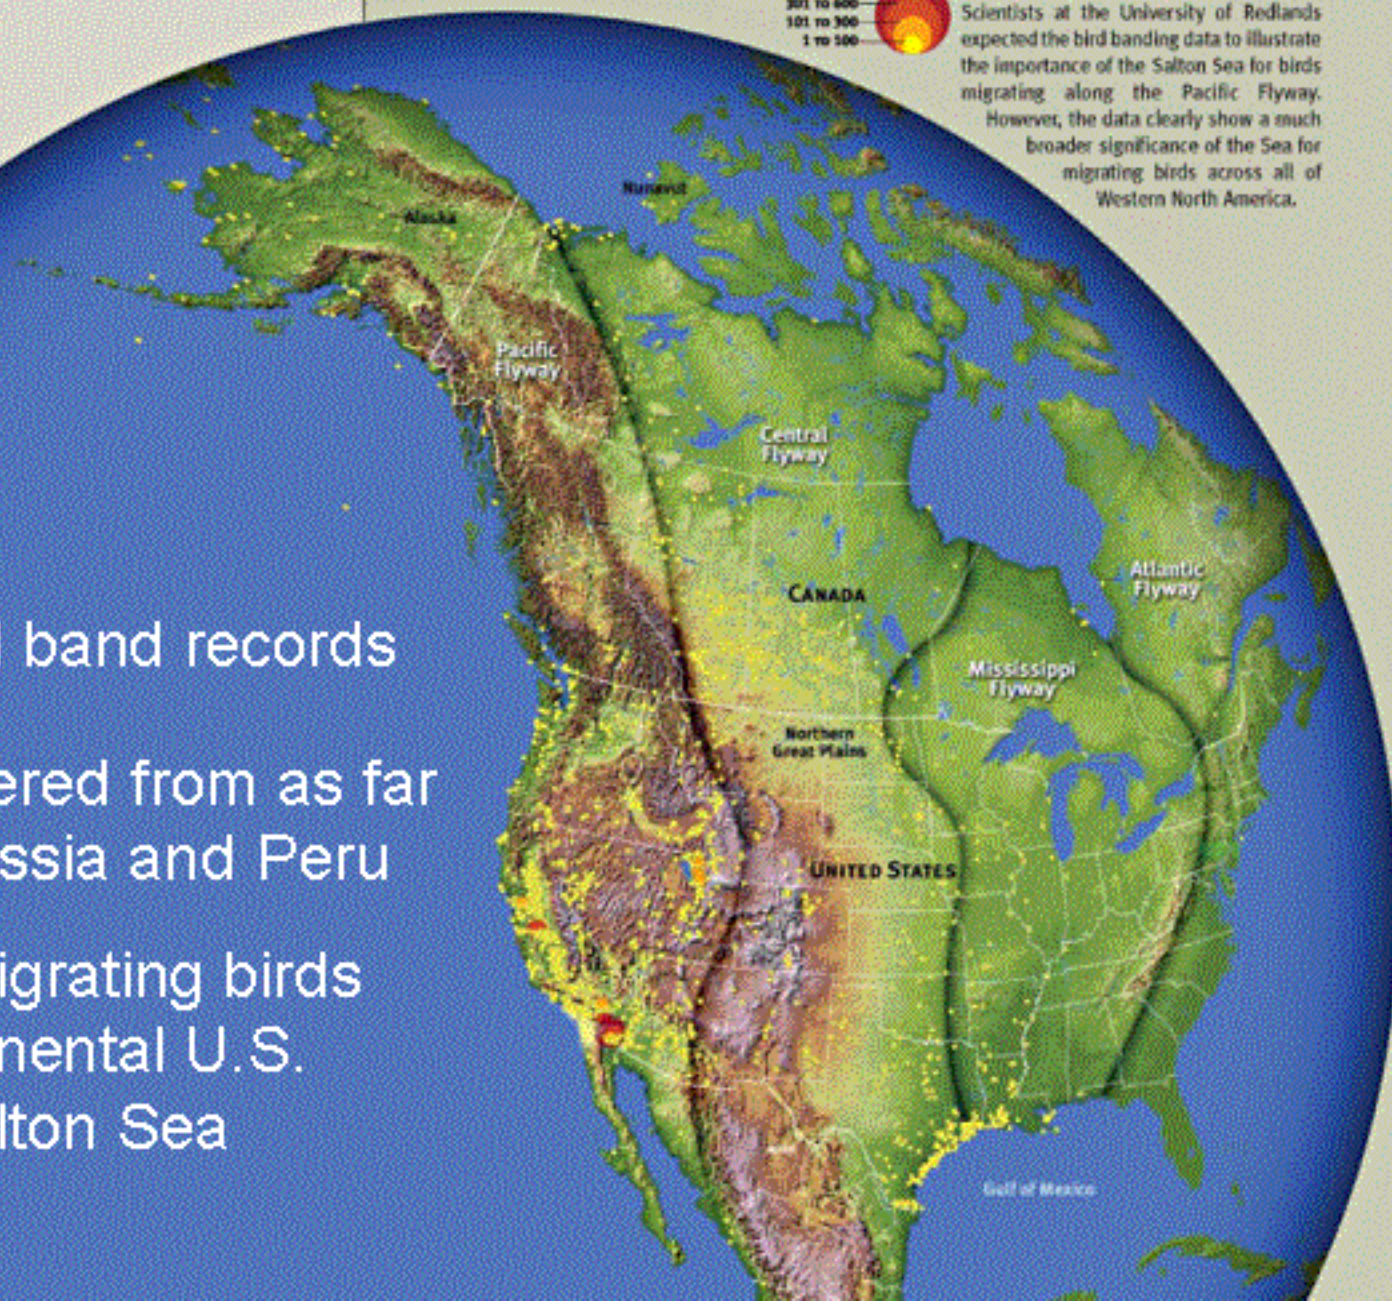 301 TO 600
101 TO 300
1 TO 100
Scientists at the University of Redlands
expected the bird banding data to illustrate
the importance of the Salton Sea for birds
migrating along the Pacific Flyway.
However, the data clearly show a much
broader significance of the Sea for
migrating birds across all of
Western North America.
Nunavut
Alaska
Pacific
Flyway
Central
Flyway
Atlantic
Flyway
CANADA
band records
Mississippi
Flyway
Northern
Great Plains
ered from as far
ssia and Peru
UNITED STATES
igrating birds
nental U.S.
lton Sea
Gulf of Mexico